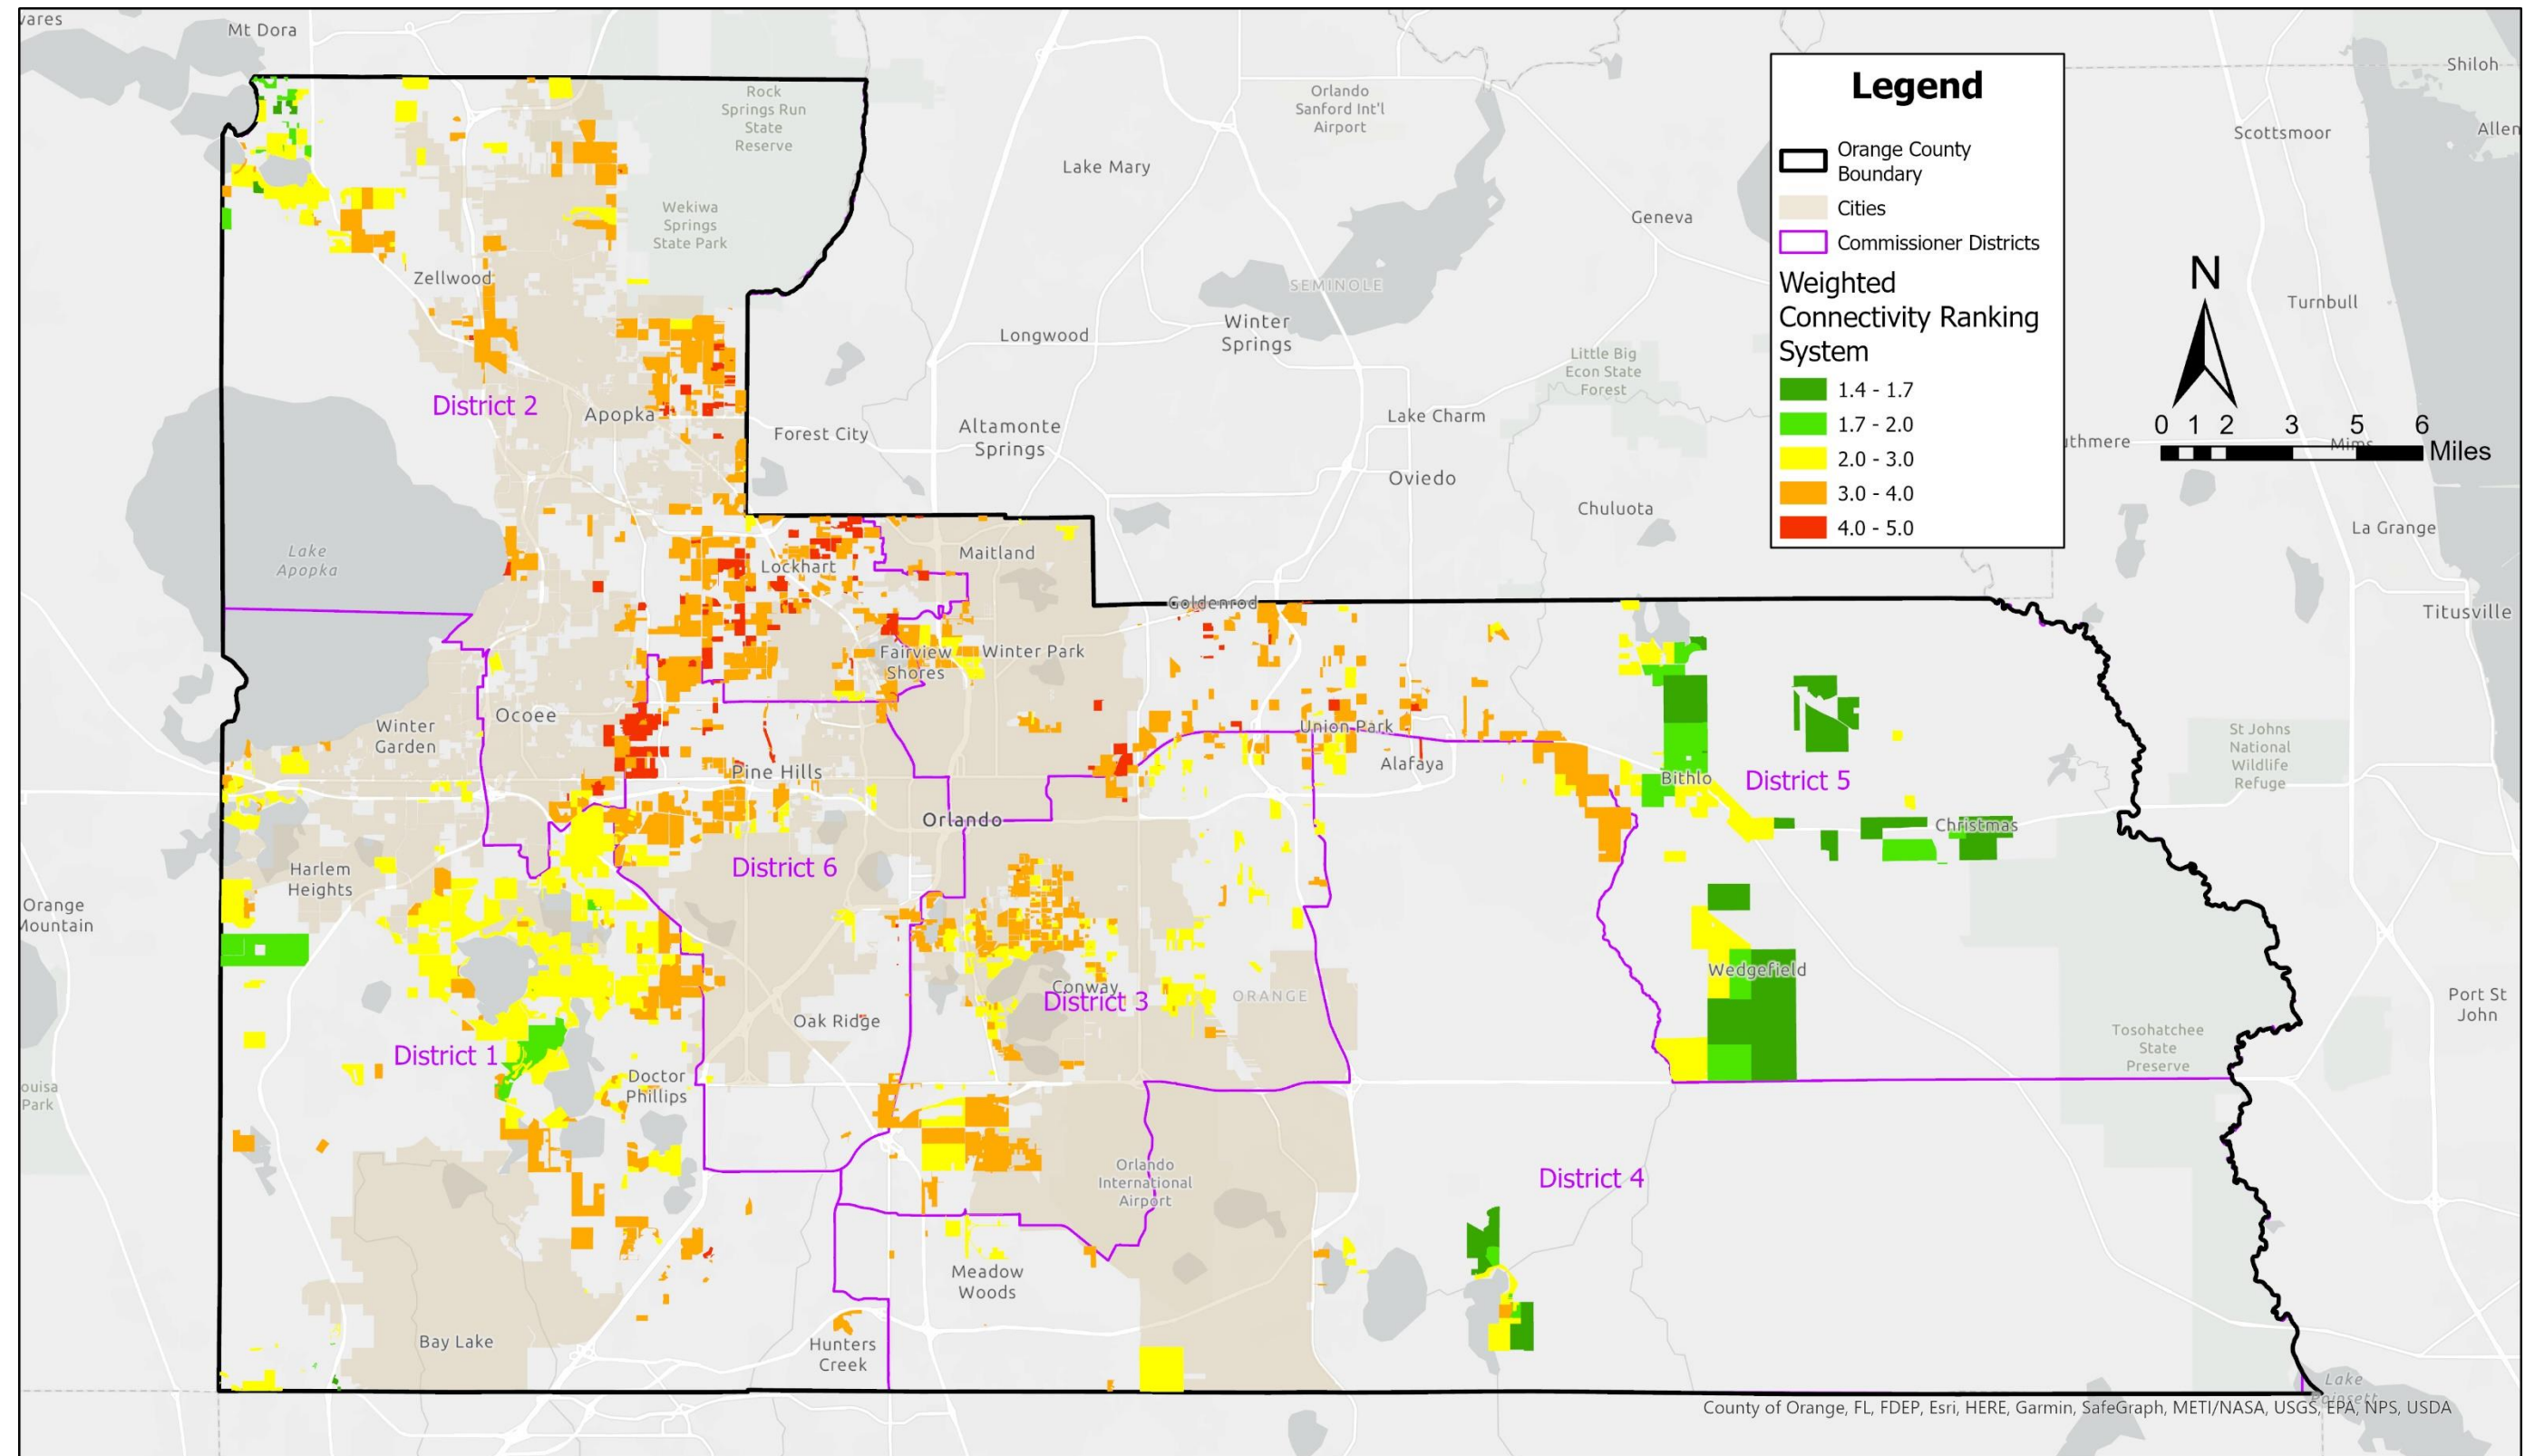 vares
Mt Dora
Rock
Springs Run
State
Reserve
Orlando
Sanford Int'l
Airport
Shiloh
Scottsmoor
Allen
Lake Mary
Wekiwa
Springs
State Park
Geneva
Zellwood
SEMINOLE
Turnbull
Longwood
Winter
Springs
Little Big
Econ State
Forest
District 2
Apopka
Forest City
Altamonte
Springs
Lake Charm
Oviedo
Chuluota
Legend
Orange County
Boundary
Cities
Commissioner Districts
Weighted
Connectivity Ranking
System
1.4 - 1.7
1.7 - 2.0
2.0 - 3.0
3.0 - 4.0
4.0 - 5.0
N
0 1 2 3 5 6
Miles
uthmere
Mims
La Grange
Titusville
Lake
Apopka
Lockhart
Maitland
Goldenrod
Fairview
Shores
Winter Park
Winter
Garden
Ocoee
Union Park
Pine Hills
Alafaya
Bithlo
District 5
St Johns
National
Wildlife
Refuge
Orlando
Christmas
Harlem
Heights
District 6
Orange
Mountain
Conway
District 3
ORANGE
Wedgefield
Port St
John
Oak Ridge
District 1
Doctor
Phillips
Tosohatchee
State
Preserve
ouisa
Park
Orlando
International
Airport
District 4
Meadow
Woods
Bay Lake
Hunters
Creek
Lake
Poinsett
County of Orange, FL, FDEP, Esri, HERE, Garmin, SafeGraph, METI/NASA, USGS, EPA, NPS, USDA